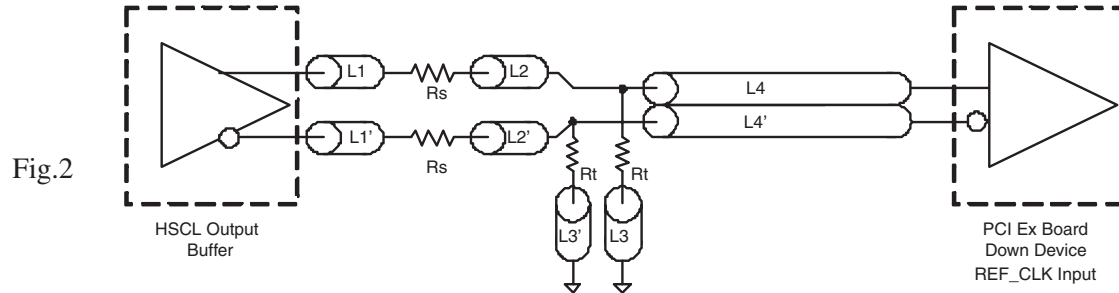 L1
Rs
L2
L4
L1'
Rs
L2'
L4'
Fig.2
Rt
Rt
L3'
L3
HSCL Output
Buffer
PCI Ex Board
Down Device
REF_CLK Input